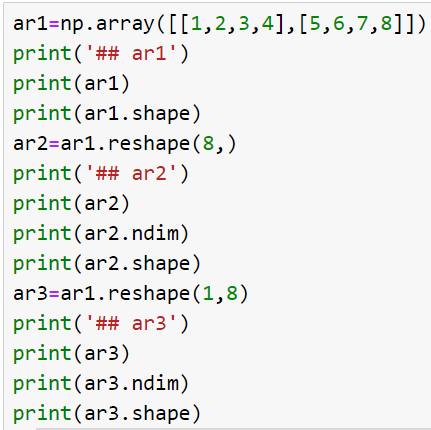 ar1=np.array([[1,2,3,4],[5,6,7,8]])
print('## ar1')
print(ar1)
print(ar1.shape)
ar2=ar1.reshape(8,)
print('## ar2')
print(ar2)
print(ar2.ndim)
print(ar2.shape)
ar3=ar1.reshape(1,8)
print('## ar3')
print(ar3)
print(ar3.ndim)
print(ar3.shape)